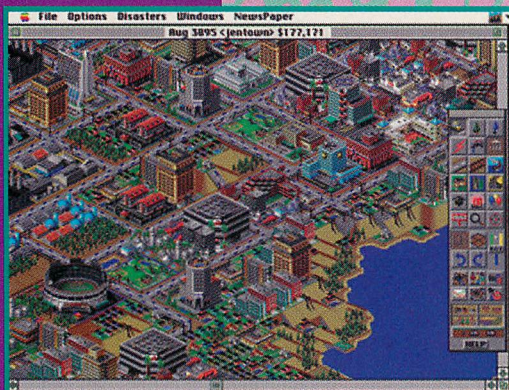 File Options Disasters Windows NewsPaper
Aug 3895 <jentown> $177,171
HELP